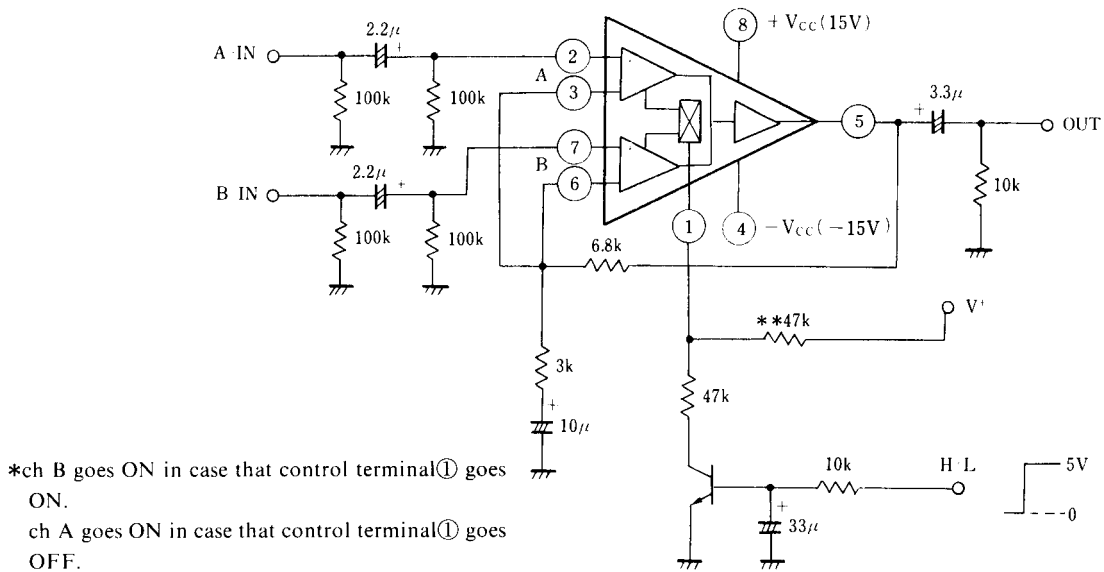 8 + VCC (15V)
2.2μ
+
A IN
2
A
3
3.3μ
+
100k
100k
5
OUT
7
B
2.2μ
+
6
B IN
10k
1
4 −VCC (−15V)
100k
100k
6.8k
V+
**47k
3k
47k
+
10μ
10k
H·L
5V
*ch B goes ON in case that control terminal① goes
ON.
+
33μ
0
ch A goes ON in case that control terminal① goes
OFF.